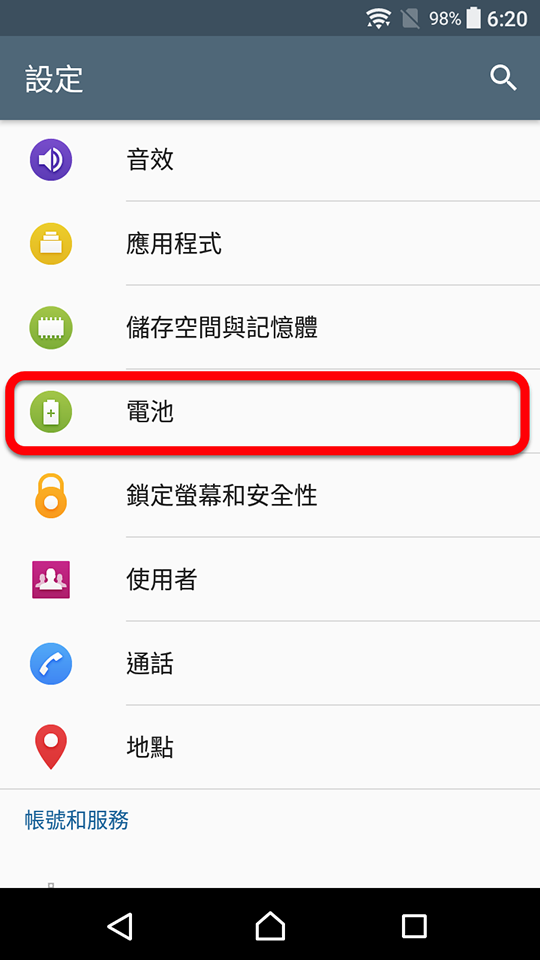 98% 6:20
設定
音效
應用程式
儲存空間與記憶體
電池
鎖定螢幕和安全性
使用者
通話
地點
帳號和服務